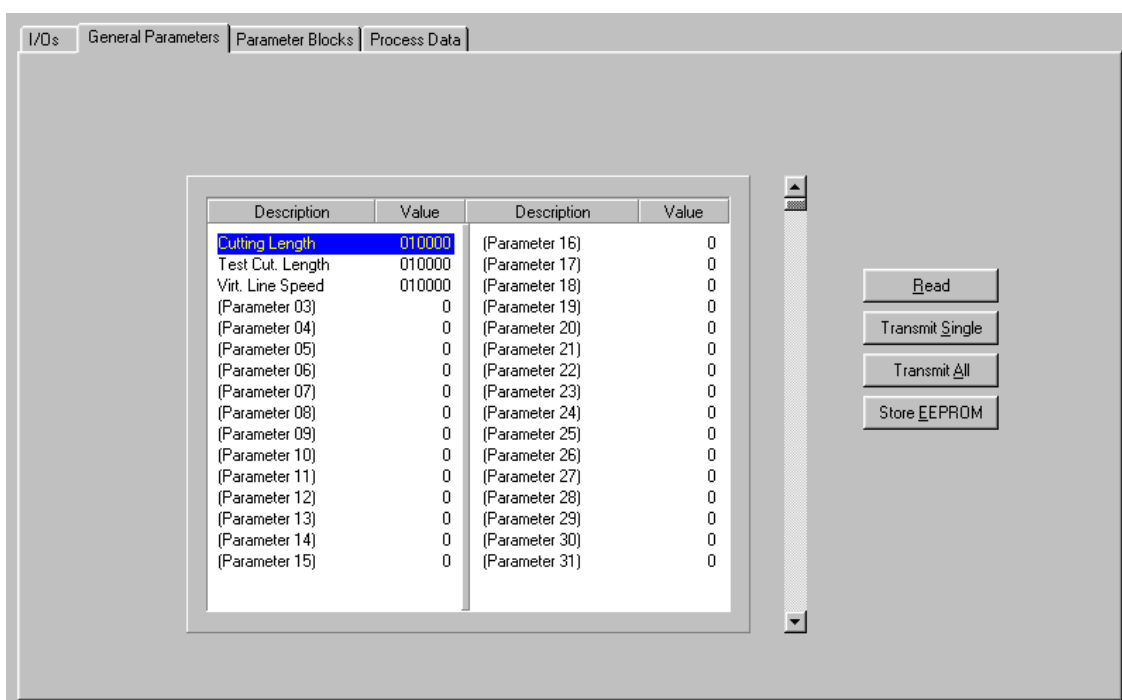 I/Os General Parameters Parameter Blocks Process Data
Description Value Description Value
Cutting Length 010000 (Parameter 16) 0
Test Cut. Length 010000 (Parameter 17) 0
Virt. Line Speed 010000 (Parameter 18) 0
(Parameter 03) 0 (Parameter 19) 0
(Parameter 04) 0 (Parameter 20) 0
(Parameter 05) 0 (Parameter 21) 0
(Parameter 06) 0 (Parameter 22) 0
(Parameter 07) 0 (Parameter 23) 0
(Parameter 08) 0 (Parameter 24) 0
(Parameter 09) 0 (Parameter 25) 0
(Parameter 10) 0 (Parameter 26) 0
(Parameter 11) 0 (Parameter 27) 0
(Parameter 12) 0 (Parameter 28) 0
(Parameter 13) 0 (Parameter 29) 0
(Parameter 14) 0 (Parameter 30) 0
(Parameter 15) 0 (Parameter 31) 0
Read
Transmit Single
Transmit All
Store EEPROM